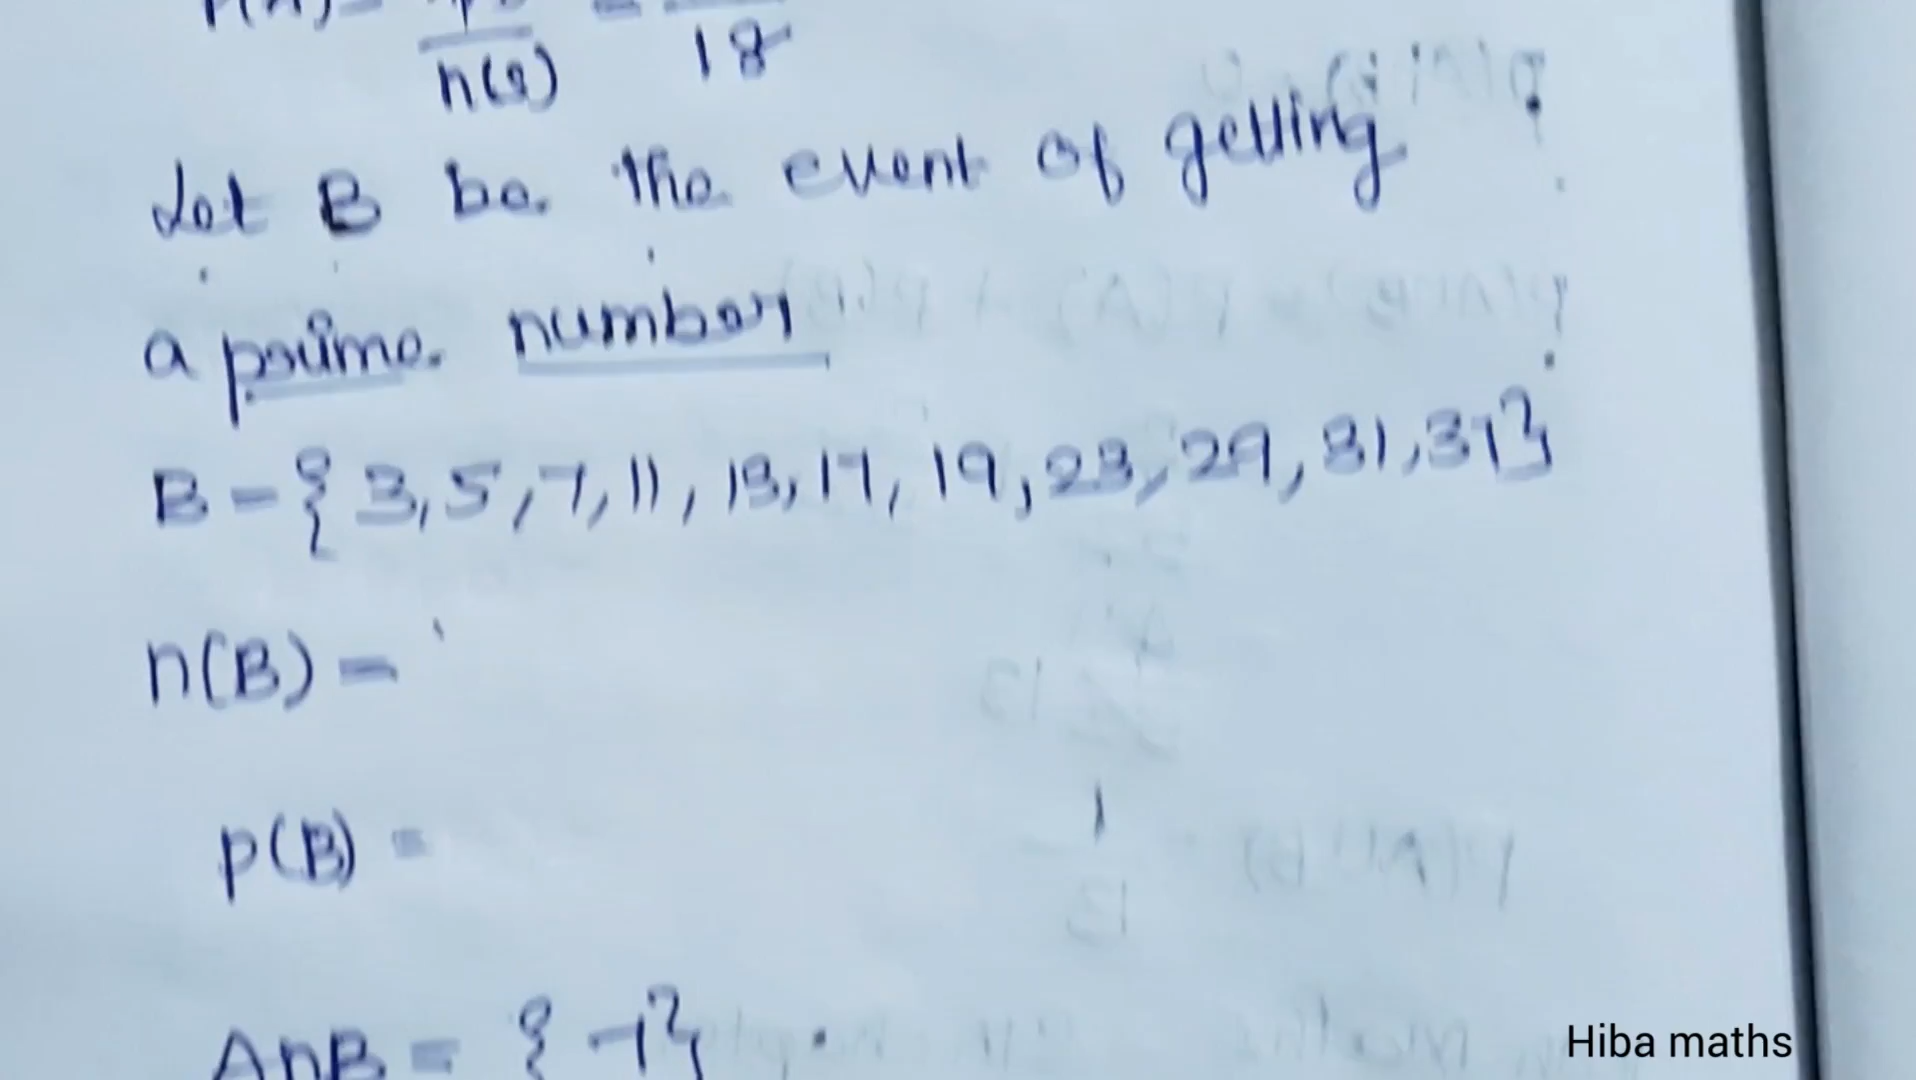 n(s) 18
Let B be the event of getting
a prime number
B = { 3, 5, 7, 11, 13, 17, 19, 23, 29, 31, 37}
n(B) =
P(B) =
A∩B = { 7}
Hiba maths